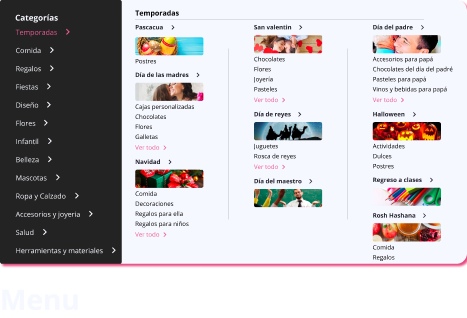 Categorías
Temporadas
Comida
Regalos
Fiestas
Diseño
Flores
Infantil
Belleza
Mascotas
Ropa y Calzado
Accesorios y joyeria
Salud
Herramientas y materiales
Temporadas
Pascacua
Postres
Día de las madres
Cajas personalizadas
Chocolates
Flores
Galletas
Ver todo
Navidad
Comida
Decoraciones
Regalos para ella
Regalos para niños
Ver todo
San valentin
Chocolates
Flores
Joyería
Pasteles
Ver todo
Día de reyes
Juguetes
Rosca de reyes
Ver todo
Día del maestro
Día del padre
Accesorios para papá
Chocolates del día del padré
Pasteles para papá
Vinos y bebidas para papá
Ver todo
Halloween
Actividades
Dulces
Postres
Regreso a clases
Rosh Hashana
Comida
Regalos
Menu